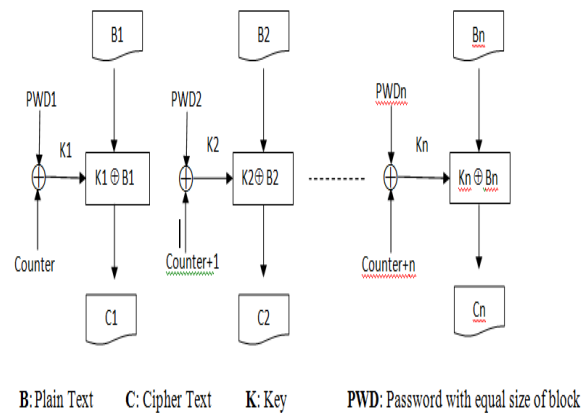 B1 B2 Bn
PWD1 PWD2 PWDn
K1 K2 Kn
K1 ⊕ B1 K2⊕ B2 Kn ⊕ Bn
Counter Counter+1 Counter+n
C1 C2 Cn
B: Plain Text C: Cipher Text K: Key PWD: Password with equal size of block